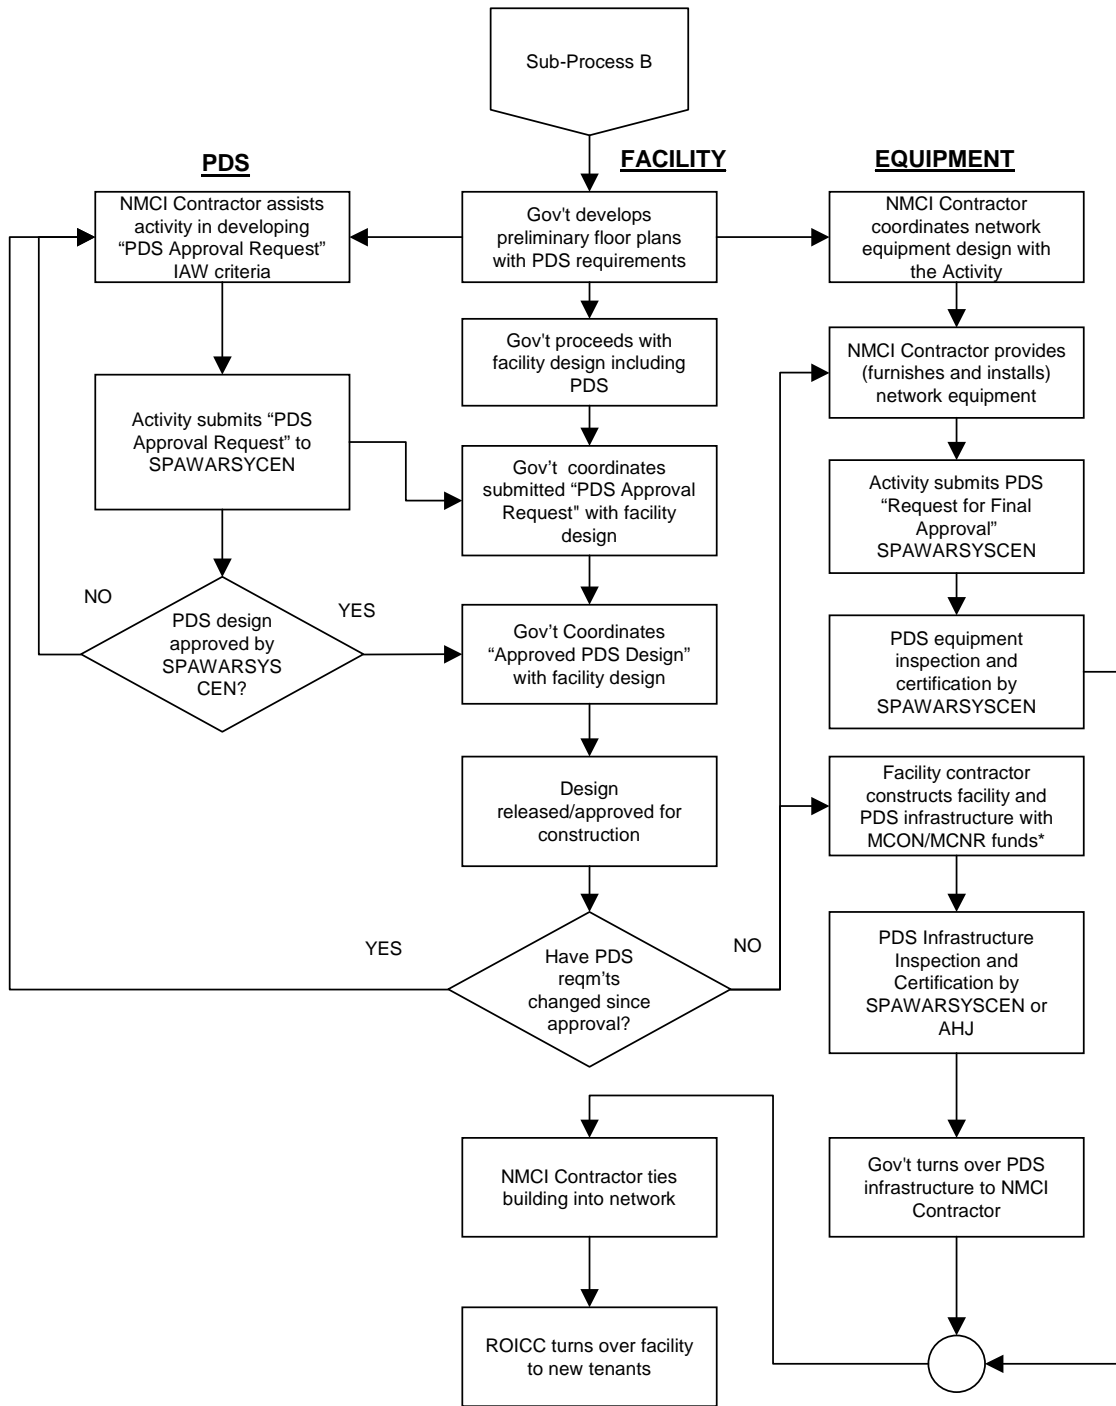 Sub-Process B
PDS
FACILITY
EQUIPMENT
NMCI Contractor assists
activity in developing
“PDS Approval Request”
IAW criteria
Gov't develops
preliminary floor plans
with PDS requirements
NMCI Contractor
coordinates network
equipment design with
the Activity
Gov't proceeds with
facility design including
PDS
NMCI Contractor provides
(furnishes and installs)
network equipment
Activity submits “PDS
Approval Request” to
SPAWARSYCEN
Gov’t  coordinates
submitted “PDS Approval
Request" with facility
design
Activity submits PDS
“Request for Final
Approval”
SPAWARSYSCEN
NO
PDS design
approved by
SPAWARSYS
CEN?
YES
Gov’t Coordinates
“Approved PDS Design”
with facility design
PDS equipment
inspection and
certification by
SPAWARSYSCEN
Design
released/approved for
construction
Facility contractor
constructs facility and
PDS infrastructure with
MCON/MCNR funds*
YES
Have PDS
reqm’ts
changed since
approval?
NO
PDS Infrastructure
Inspection and
Certification by
SPAWARSYSCEN or
AHJ
NMCI Contractor ties
building into network
Gov’t turns over PDS
infrastructure to NMCI
Contractor
ROICC turns over facility
to new tenants